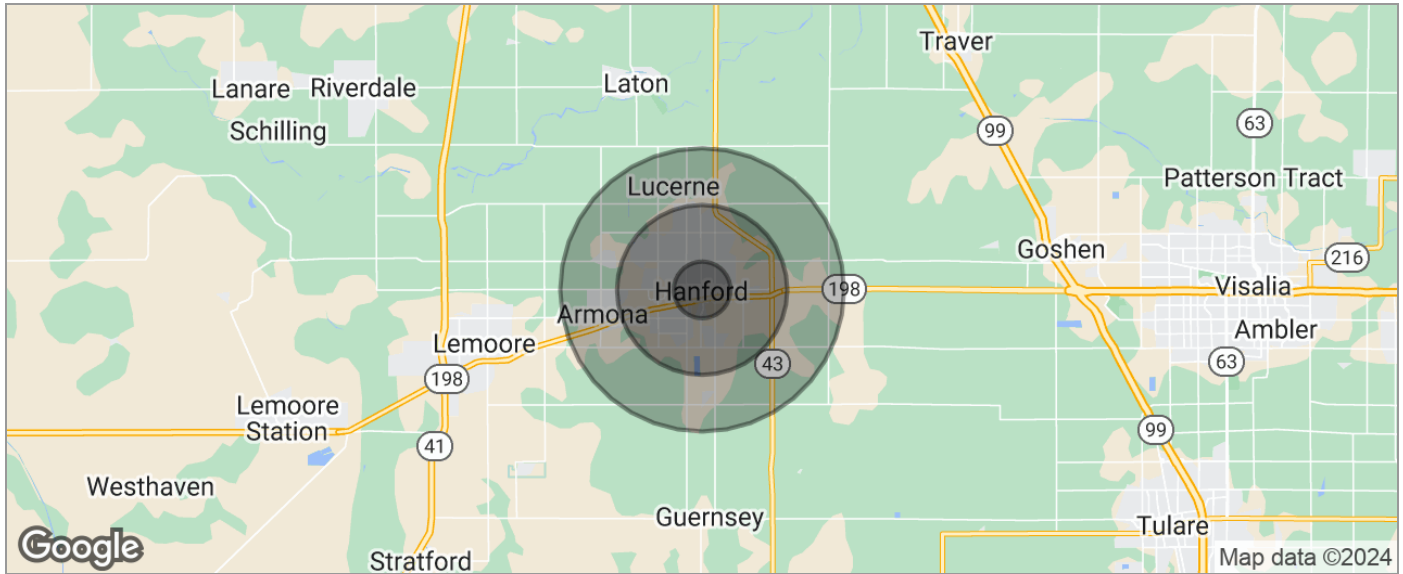 Traver
Lanare
Riverdale
Laton
Schilling
99
63
Lucerne
Patterson Tract
Goshen
216
Hanford
198
Visalia
Armona
Ambler
Lemoore
43
63
198
Lemoore
Station
99
41
Westhaven
Guernsey
Tulare
Google
Stratford
Map data ©2024